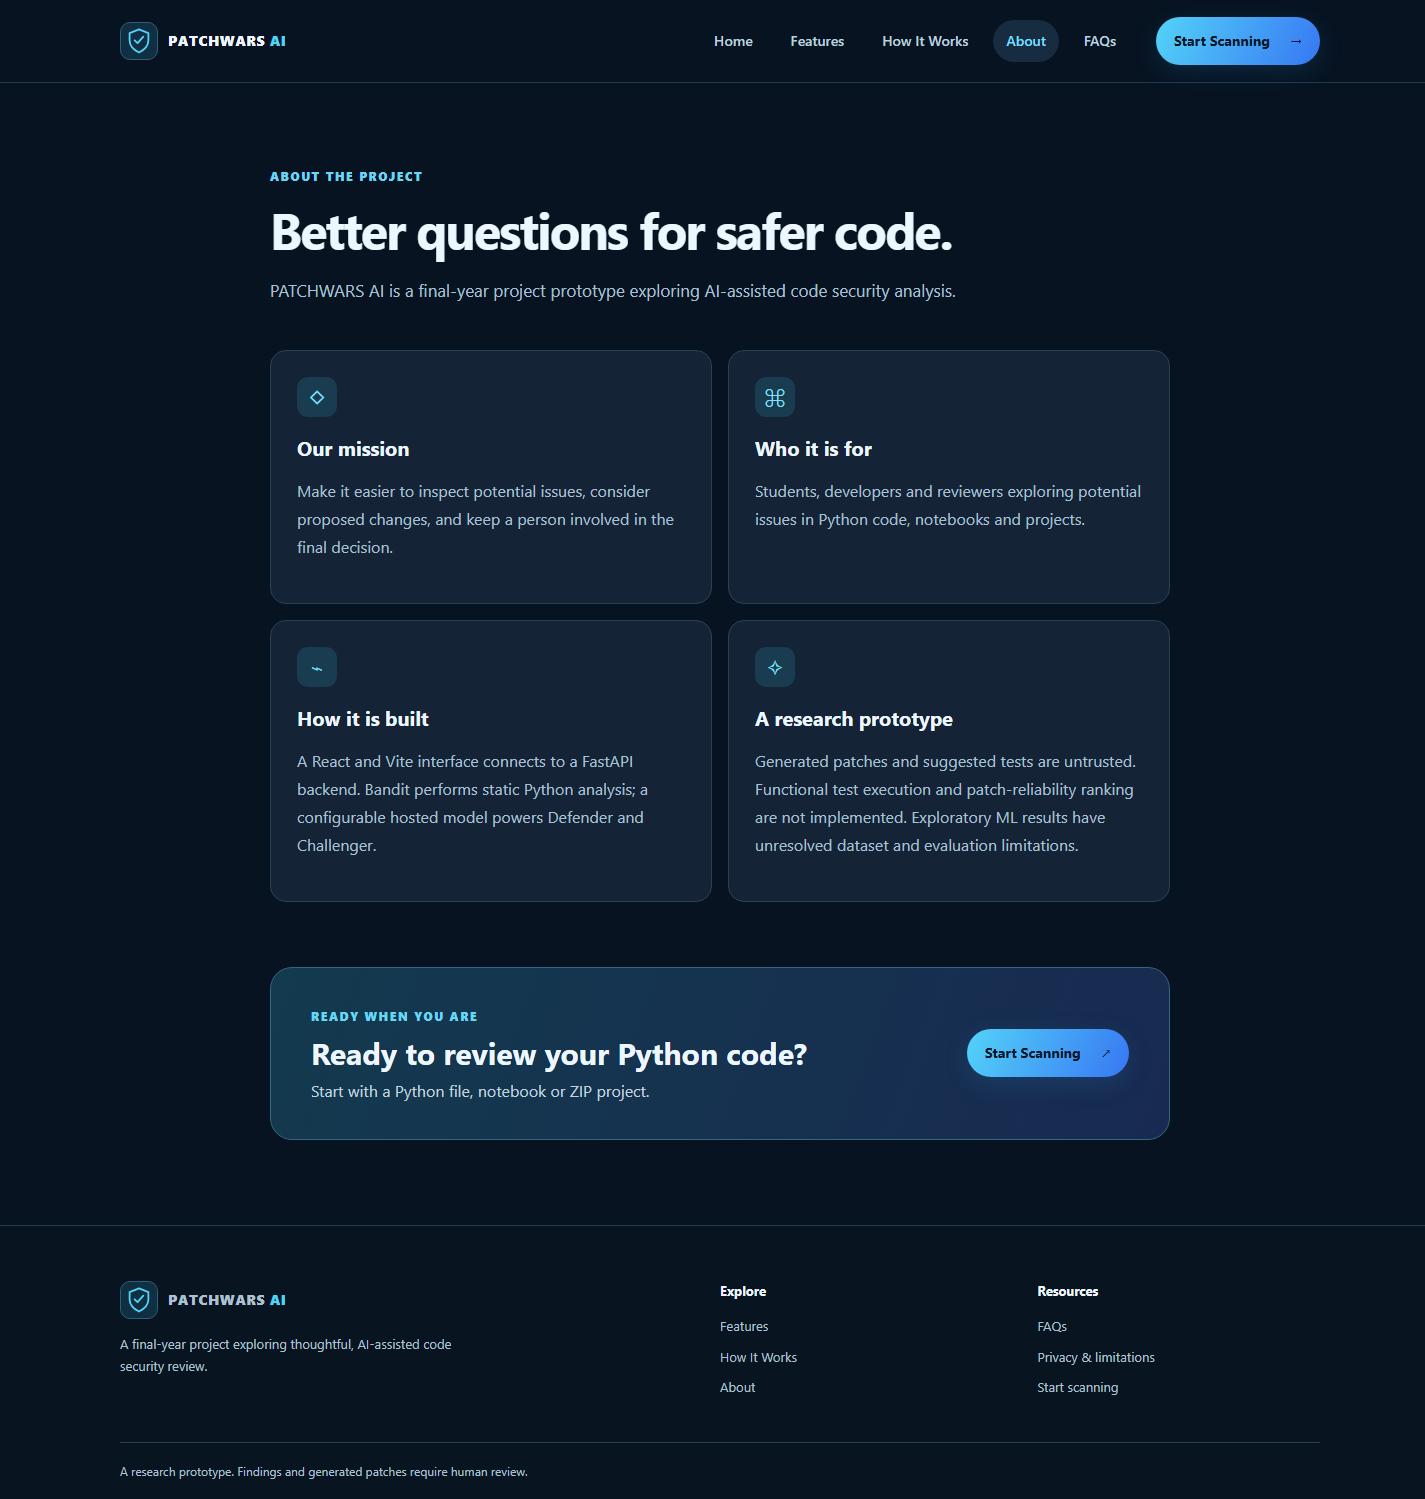 PATCHWARS AI
Home
Features
How It Works
About
FAQs
Start Scanning →
ABOUT THE PROJECT
Better questions for safer code.
PATCHWARS AI is a final-year project prototype exploring AI-assisted code security analysis.
Our mission
Make it easier to inspect potential issues, consider
proposed changes, and keep a person involved in the
final decision.
⌘
Who it is for
Students, developers and reviewers exploring potential
issues in Python code, notebooks and projects.
How it is built
A React and Vite interface connects to a FastAPI
backend. Bandit performs static Python analysis; a
configurable hosted model powers Defender and
Challenger.
A research prototype
Generated patches and suggested tests are untrusted.
Functional test execution and patch-reliability ranking
are not implemented. Exploratory ML results have
unresolved dataset and evaluation limitations.
READY WHEN YOU ARE
Ready to review your Python code?
Start with a Python file, notebook or ZIP project.
Start Scanning ↗
PATCHWARS AI
A final-year project exploring thoughtful, AI-assisted code
security review.
Explore
Features
How It Works
About
Resources
FAQs
Privacy & limitations
Start scanning
A research prototype. Findings and generated patches require human review.